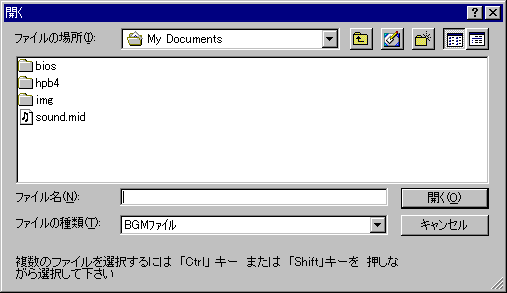 開く
ファイルの場所(I):
My Documents
bios
hpb4
img
sound.mid
ファイル名(N):
開く(O)
ファイルの種類(T):
BGMファイル
キャンセル
複数のファイルを選択するには 「Ctrl」 キー または 「Shift」キーを 押しな
がら選択して下さい